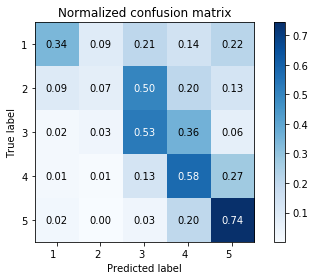 Normalized confusion matrix
True label
1 0.34 0.09 0.21 0.14 0.22
2 0.09 0.07 0.50 0.20 0.13
3 0.02 0.03 0.53 0.36 0.06
4 0.01 0.01 0.13 0.58 0.27
5 0.02 0.00 0.03 0.20 0.74
1 2 3 4 5
Predicted label
0.7
0.6
0.5
0.4
0.3
0.2
0.1